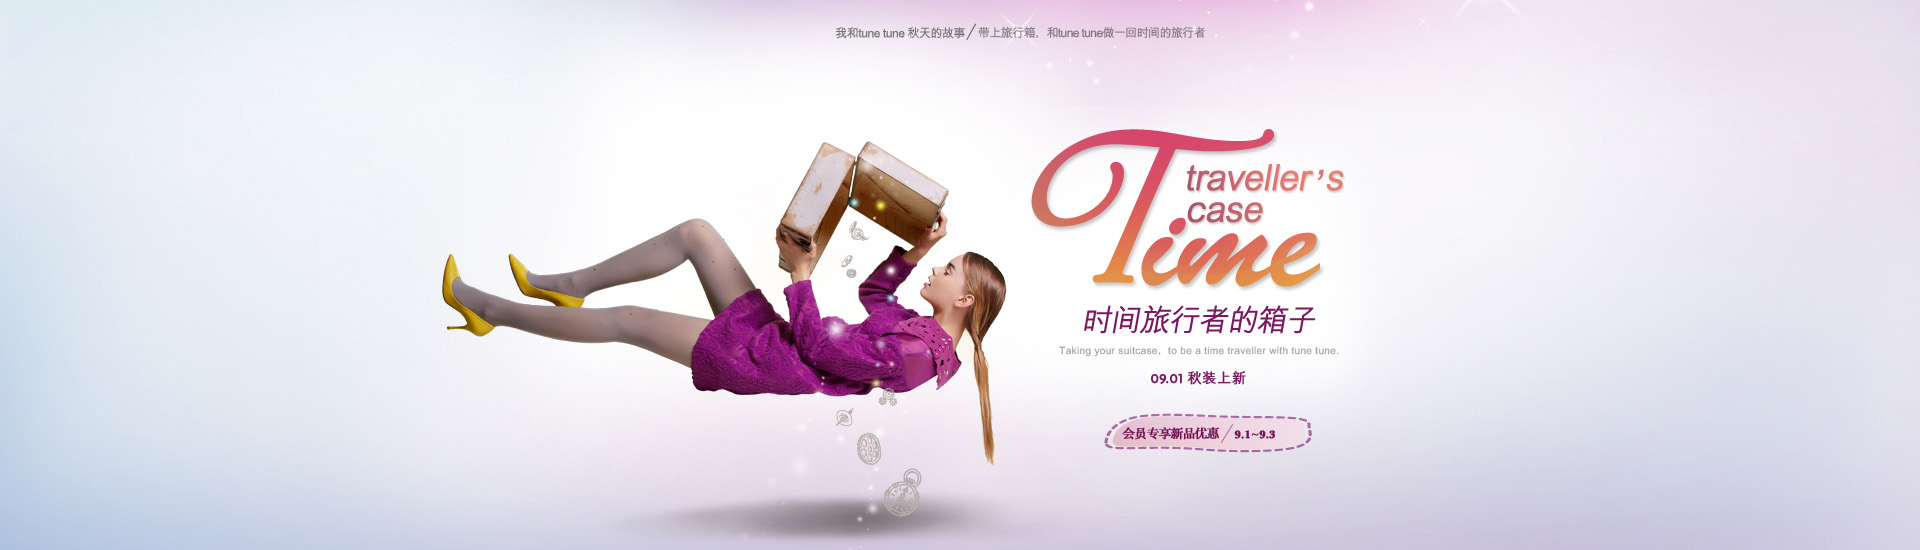 我和tune tune 秋天的故事/带上旅行箱，和tune tune做一回时间的旅行者
traveller's
case
Time
时间旅行者的箱子
Taking your suitcase，to be a time traveller with tune tune.
09.01 秋装上新
会员专享新品优惠/9.1~9.3